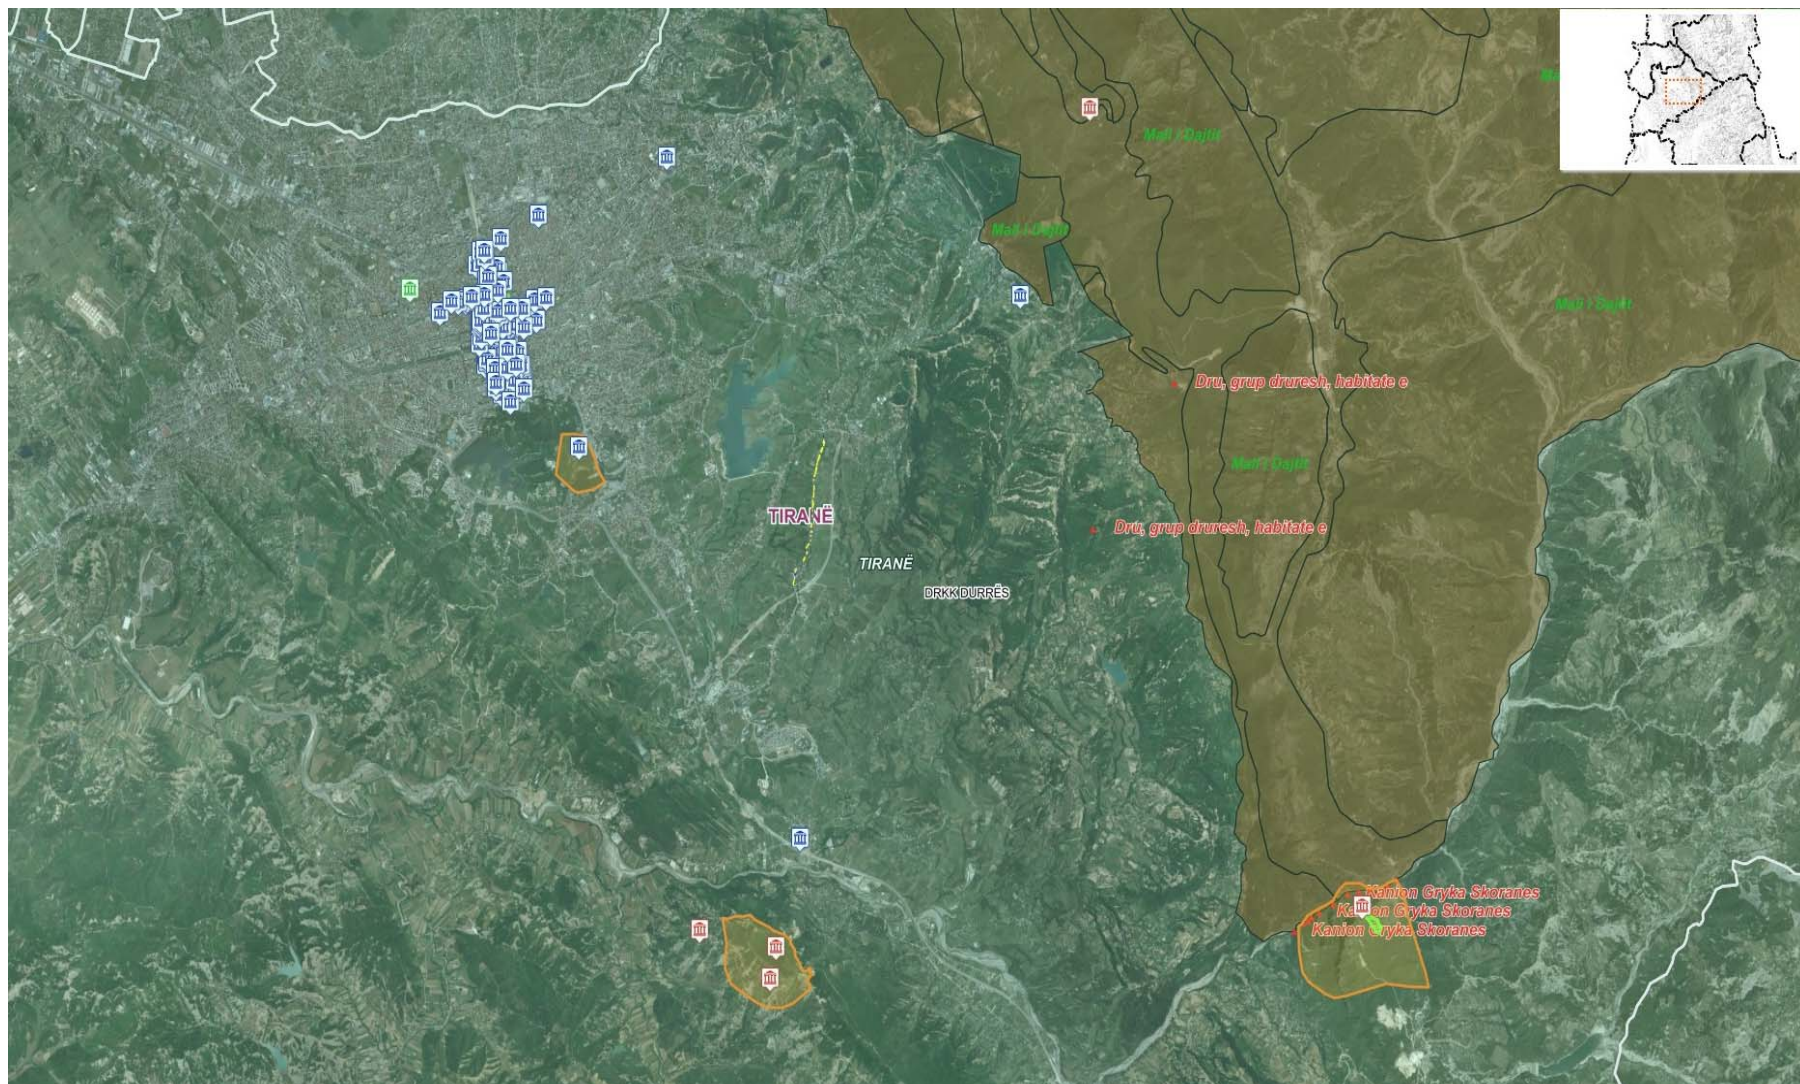 Mali i Dajtit
Mali i Dajtit
Mali i Dajtit
Dru, grup druresh, habitate e
Mali i Dajtit
TIRANË
Dru, grup druresh, habitate e
TIRANË
DRKK DURRËS
Kanion Gryka Skoranes
Kanion Gryka Skoranes
Kanion Gryka Skoranes